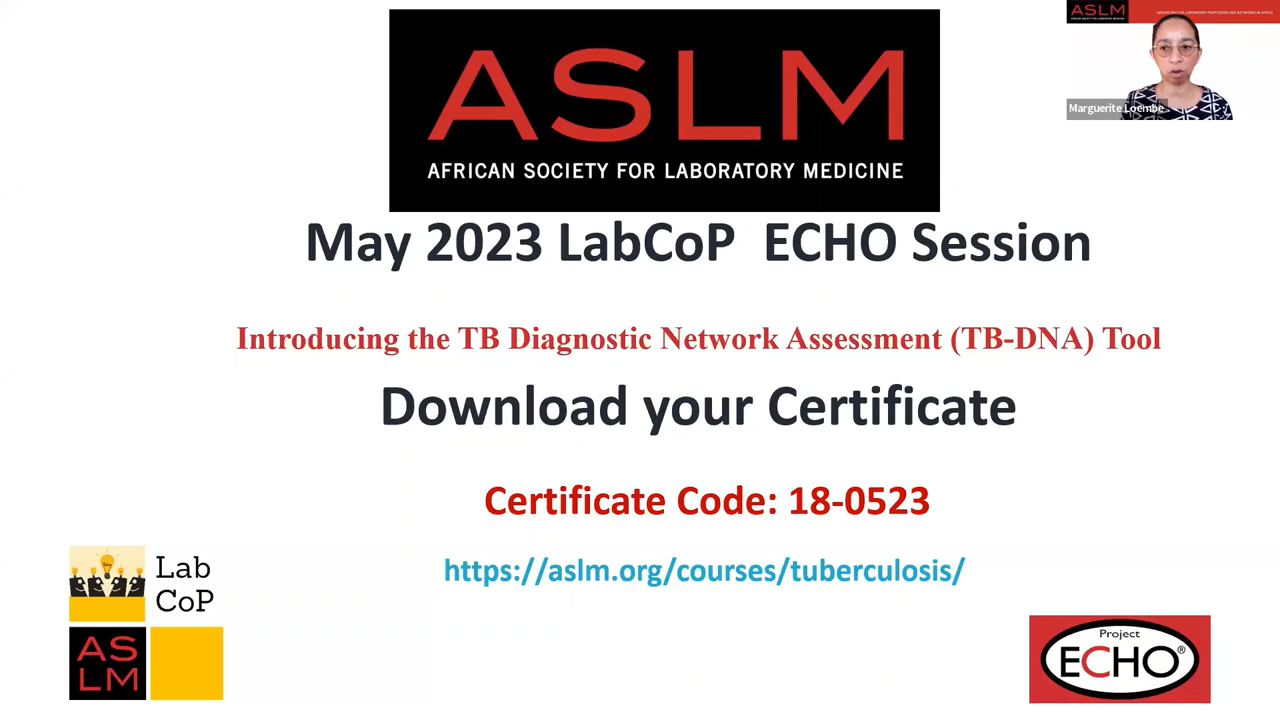 ASLM
AFRICAN SOCIETY FOR LABORATORY MEDICINE
ASLM
Marguerite Loembe
May 2023 LabCoP ECHO Session
Introducing the TB Diagnostic Network Assessment (TB-DNA) Tool
Download your Certificate
Certificate Code: 18-0523
https://aslm.org/courses/tuberculosis/
Lab
CoP
AS
LM
Project
ECHO®